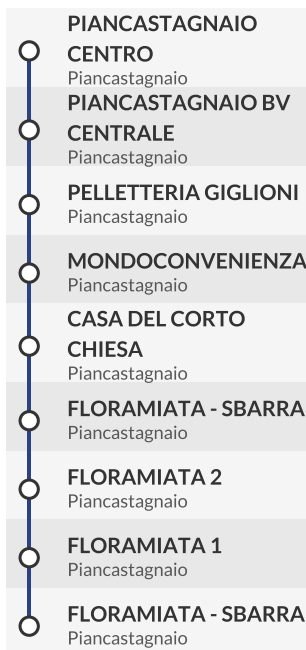 PIANCASTAGNAIO
CENTRO
Piancastagnaio
PIANCASTAGNAIO BV
CENTRALE
Piancastagnaio
PELLETTERIA GIGLIONI
Piancastagnaio
MONDOCONVENIENZA
Piancastagnaio
CASA DEL CORTO
CHIESA
Piancastagnaio
FLORAMIATA - SBARRA
Piancastagnaio
FLORAMIATA 2
Piancastagnaio
FLORAMIATA 1
Piancastagnaio
FLORAMIATA - SBARRA
Piancastagnaio